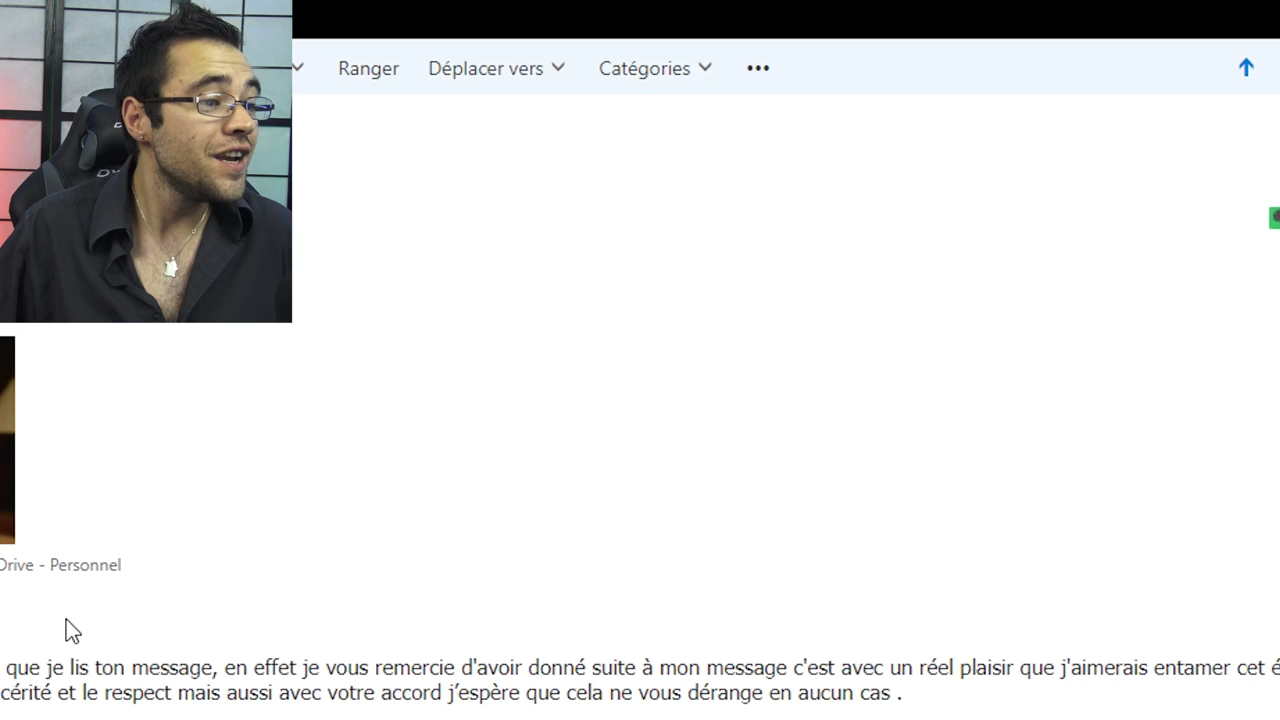 Ranger Déplacer vers Catégories
Drive - Personnel
que je lis ton message, en effet je vous remercie d'avoir donné suite à mon message c'est avec un réel plaisir que j'aimerais entamer cet
cérité et le respect mais aussi avec votre accord j’espère que cela ne vous dérange en aucun cas .